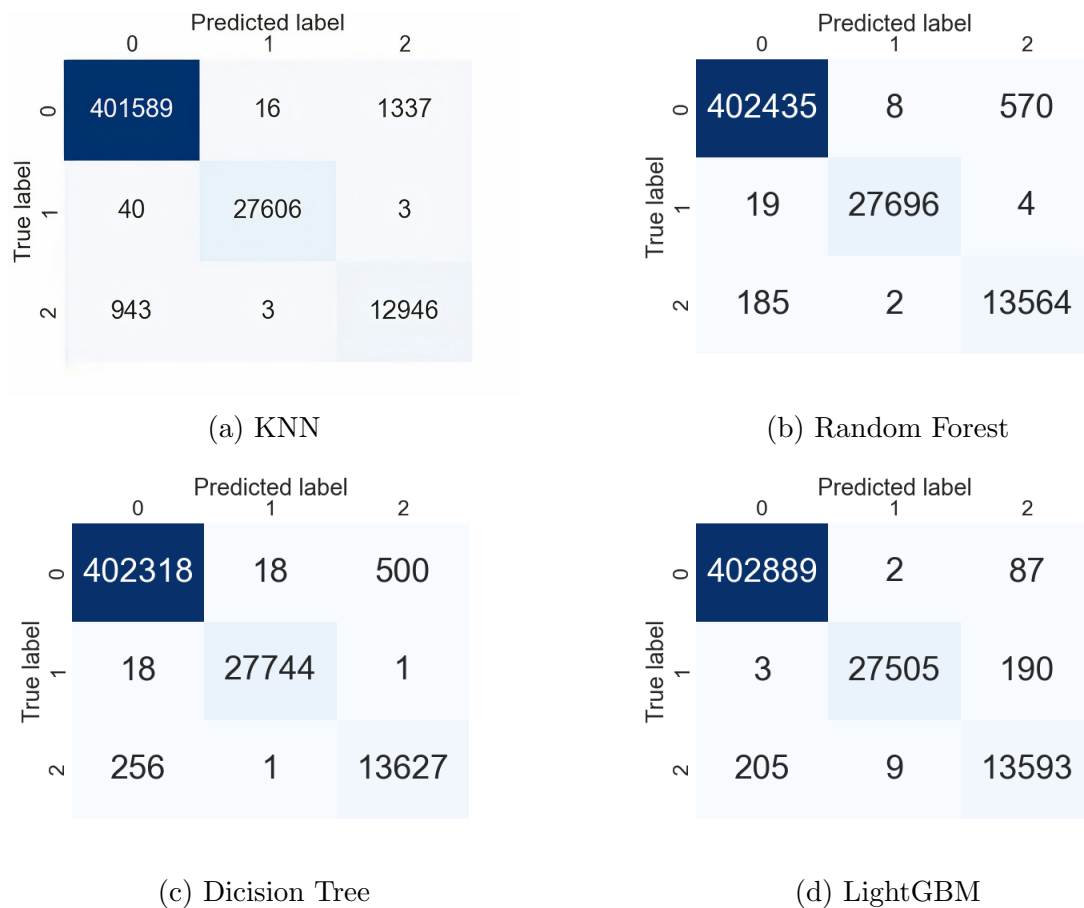 Predicted label
0 1 2
True label
0 401589 16 1337
1 40 27606 3
2 943 3 12946
(a) KNN
Predicted label
0 1 2
True label
0 402435 8 570
1 19 27696 4
2 185 2 13564
(b) Random Forest
Predicted label
0 1 2
True label
0 402318 18 500
1 18 27744 1
2 256 1 13627
(c) Dicision Tree
Predicted label
0 1 2
True label
0 402889 2 87
1 3 27505 190
2 205 9 13593
(d) LightGBM